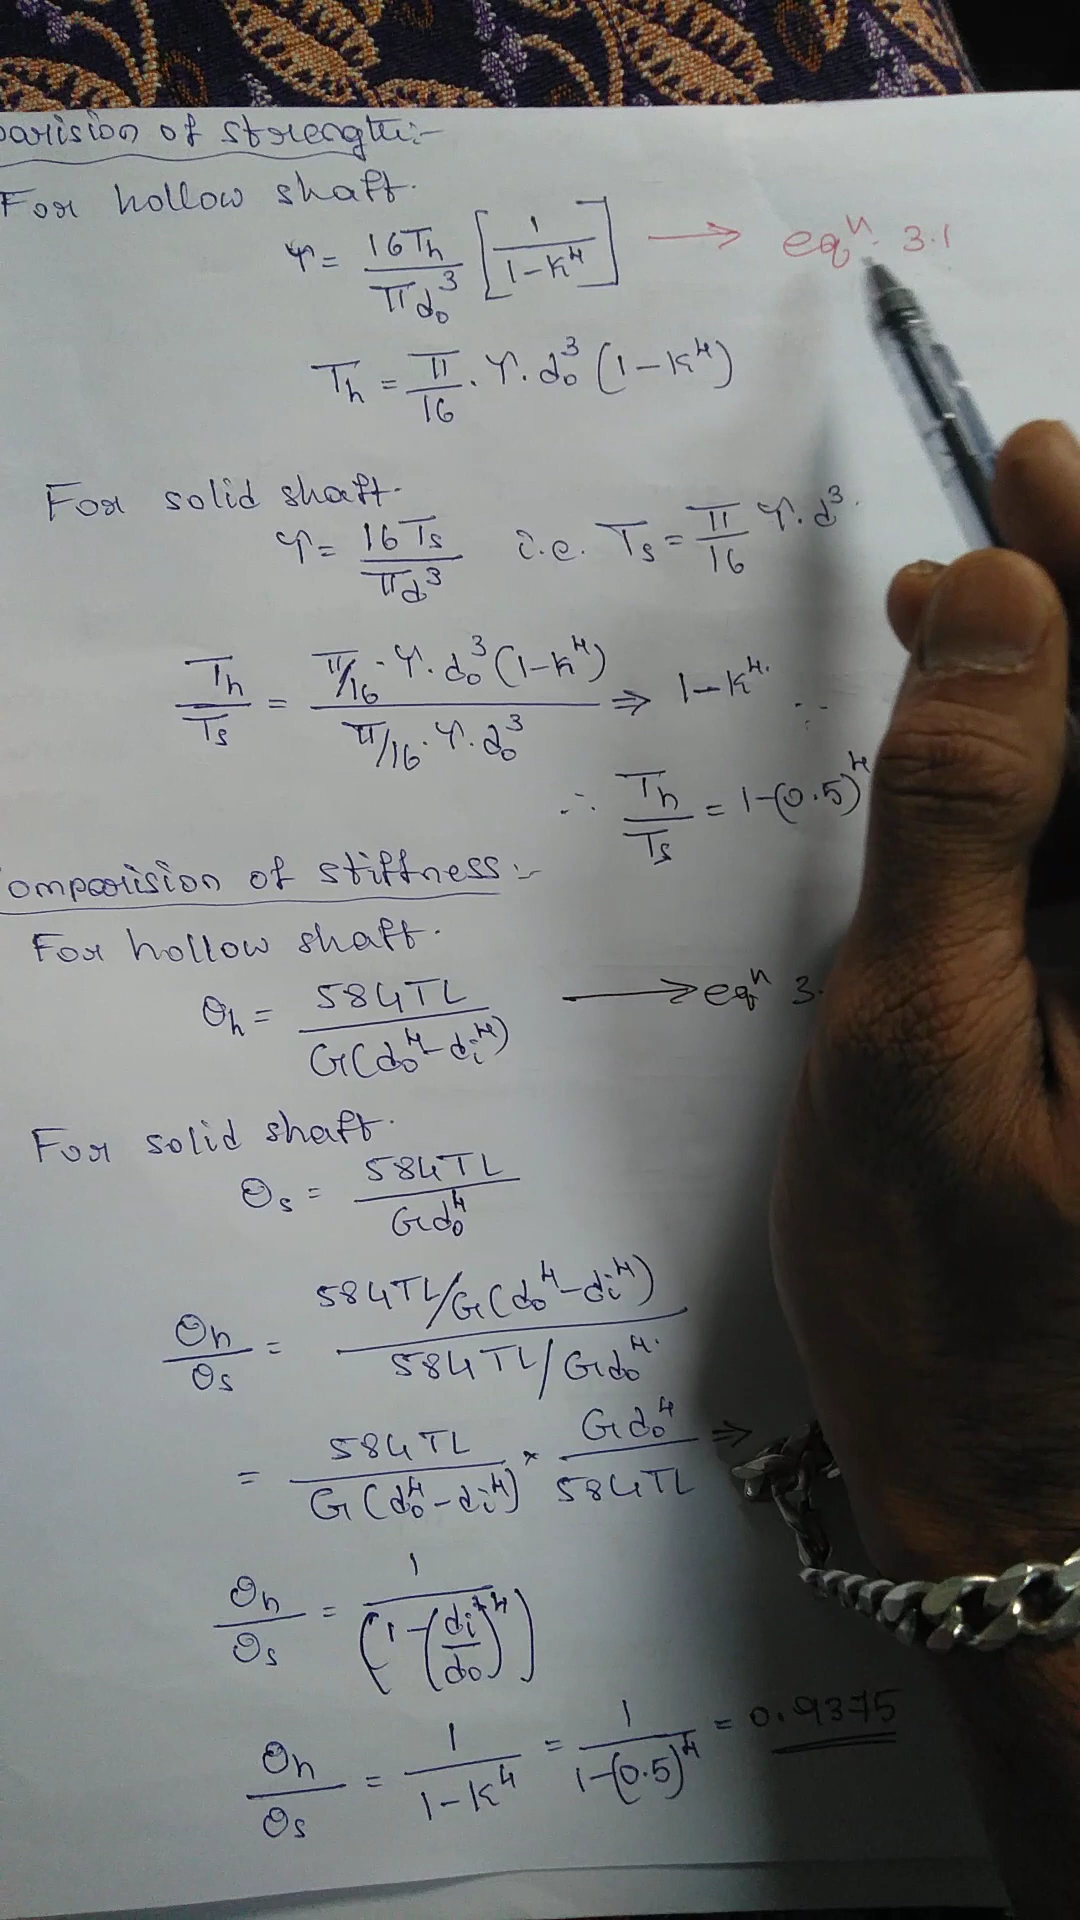 parision of strength:-
For hollow shaft.
τ = 16Th / πdo³ [1 / 1-K⁴] → eqⁿ. 3.1
Th = π/16 . τ. do³ (1-K⁴)
For solid shaft.
τ = 16Ts / πd³ i.e. Ts = π/16 τ.d³.
Th/Ts = π/16 . τ. do³ (1-K⁴) / π/16 . τ. do³ ⇒ 1-K⁴.
∴ Th/Ts = 1-(0.5)⁴
omparision of stiffness:-
For hollow shaft.
θh = 584TL / G(do⁴-di⁴) → eqⁿ 3.
For solid shaft.
θs = 584TL / Gdo⁴
θh/θs = 584TL/G(do⁴-di⁴) / 584TL/Gdo⁴.
= 584TL / G(do⁴-di⁴) × Gdo⁴ / 584TL ⇒
θh/θs = 1 / (1-(di/do)⁴)
θh/θs = 1 / 1-K⁴ = 1 / 1-(0.5)⁴ = 0.9375